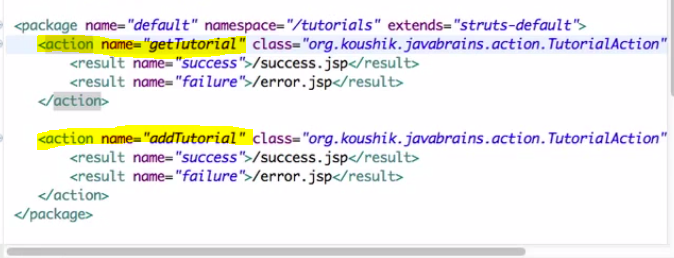 <package name="default" namespace="/tutorials" extends="struts-default">
<action name="getTutorial" class="org.koushik.javabrains.action.TutorialAction"
<result name="success">/success.jsp</result>
<result name="failure">/error.jsp</result>
</action>
<action name="addTutorial" class="org.koushik.javabrains.action.TutorialAction"
<result name="success">/success.jsp</result>
<result name="failure">/error.jsp</result>
</action>
</package>